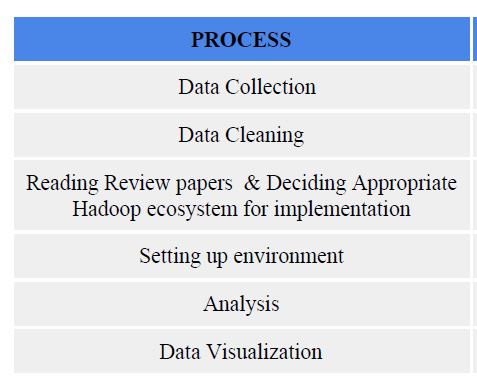 PROCESS
Data Collection
Data Cleaning
Reading Review papers & Deciding Appropriate
Hadoop ecosystem for implementation
Setting up environment
Analysis
Data Visualization